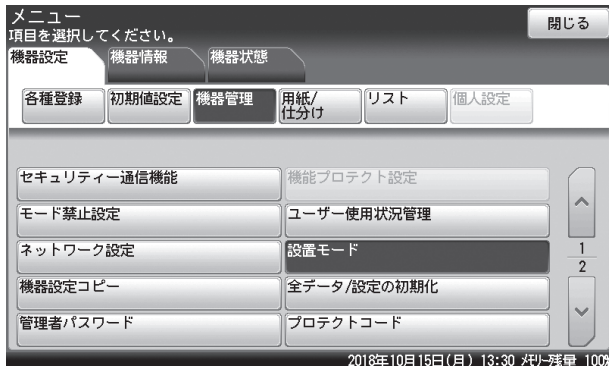 メニュー
閉じる
項目を選択してください。
機器設定 機器情報 機器状態
各種登録 初期値設定 機器管理 用紙/仕分け リスト 個人設定
セキュリティー通信機能 機能プロテクト設定
モード禁止設定 ユーザー使用状況管理
ネットワーク設定 設置モード
1
2
機器設定コピー 全データ/設定の初期化
管理者パスワード プロテクトコード
2018年10月15日(月) 13:30 メモリー残量 100%